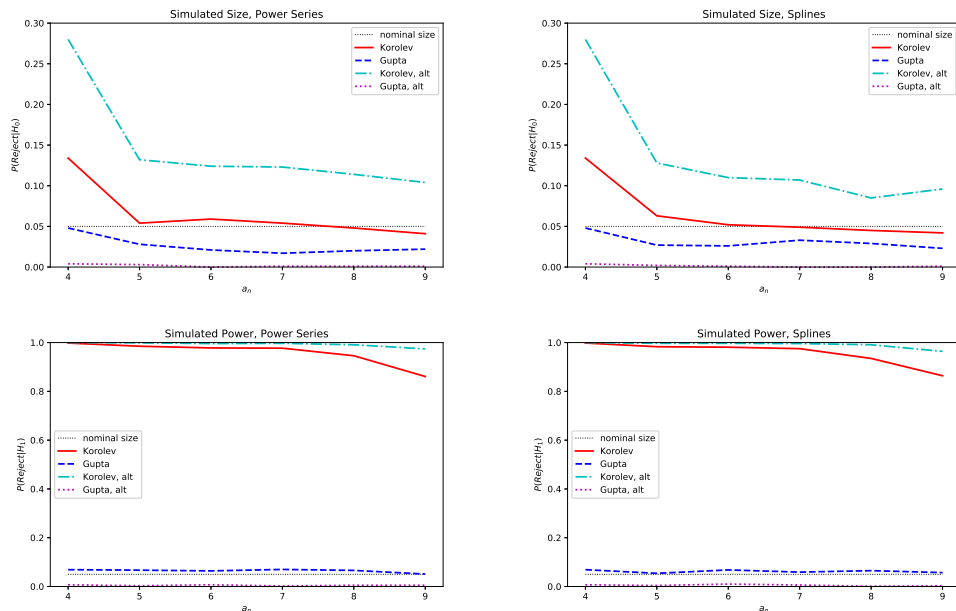 Simulated Size, Power Series
0.30
0.25
0.20
0.15
0.10
0.05
0.00
P(Reject|H₀)
4 5 6 7 8 9
aₙ
nominal size
Korolev
Gupta
Korolev, alt
Gupta, alt
Simulated Size, Splines
0.30
0.25
0.20
0.15
0.10
0.05
0.00
P(Reject|H₀)
4 5 6 7 8 9
aₙ
nominal size
Korolev
Gupta
Korolev, alt
Gupta, alt
Simulated Power, Power Series
1.0
0.8
0.6
0.4
0.2
0.0
P(Reject|H₁)
4 5 6 7 8 9
aₙ
nominal size
Korolev
Gupta
Korolev, alt
Gupta, alt
Simulated Power, Splines
1.0
0.8
0.6
0.4
0.2
0.0
P(Reject|H₁)
4 5 6 7 8 9
aₙ
nominal size
Korolev
Gupta
Korolev, alt
Gupta, alt